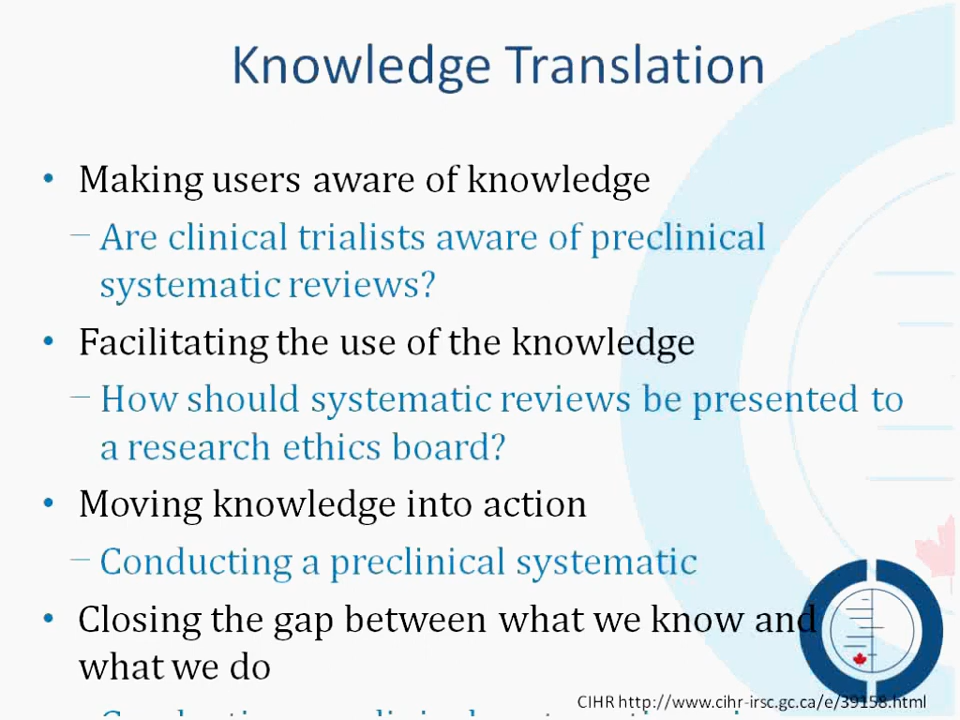 Knowledge Translation
• Making users aware of knowledge
– Are clinical trialists aware of preclinical
systematic reviews?
• Facilitating the use of the knowledge
– How should systematic reviews be presented to
a research ethics board?
• Moving knowledge into action
– Conducting a preclinical systematic
• Closing the gap between what we know and
what we do
CIHR http://www.cihr-irsc.gc.ca/e/39158.html